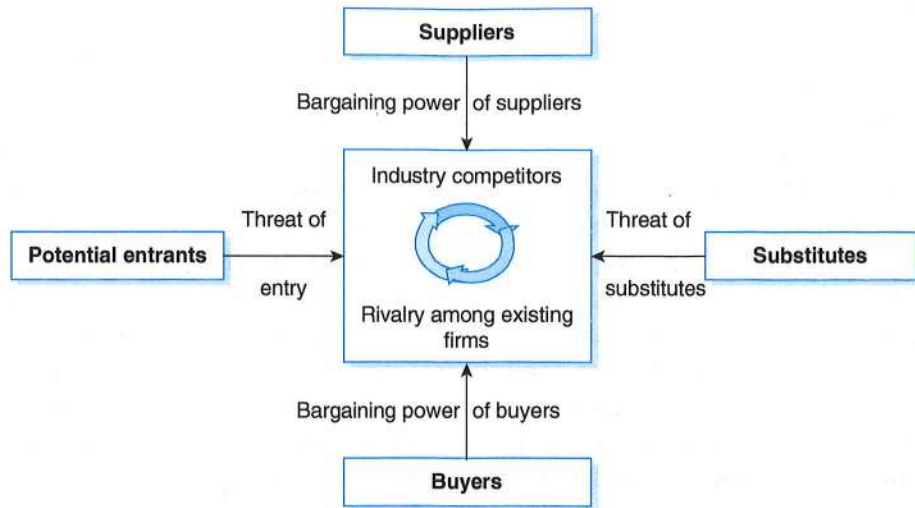 Suppliers
Bargaining power of suppliers
Industry competitors
Threat of
Threat of
Potential entrants
Substitutes
entry
substitutes
Rivalry among existing
firms
Bargaining power of buyers
Buyers